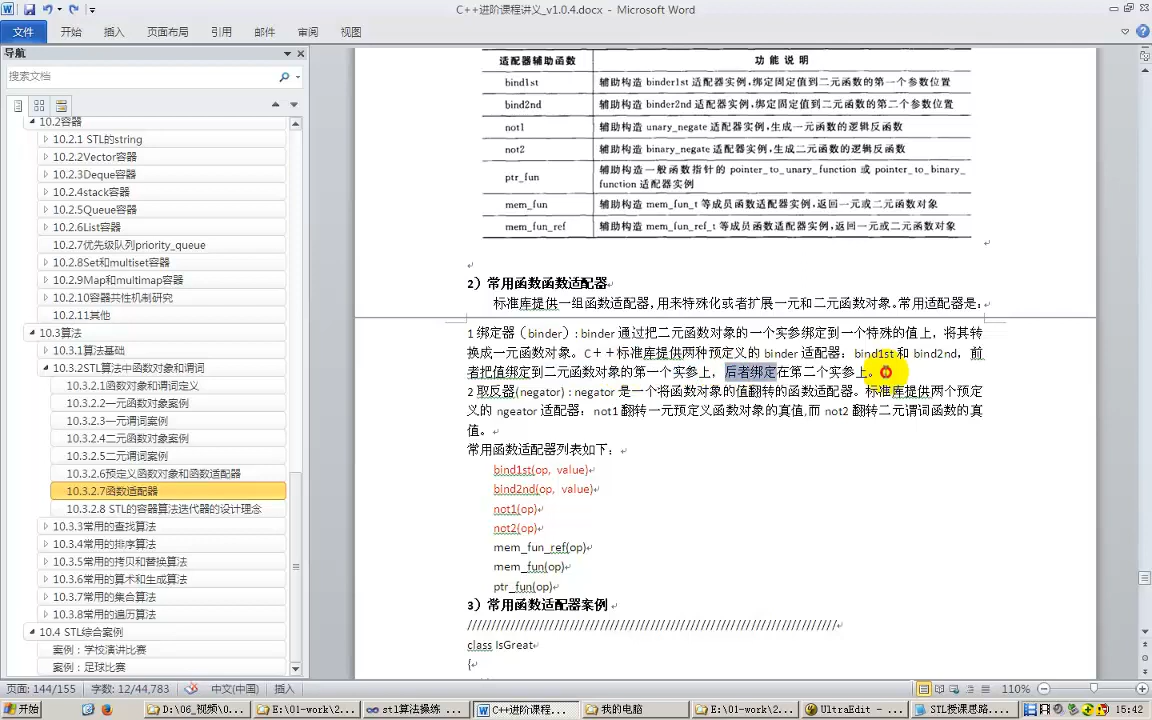 C++进阶课程讲义_v1.0.4.docx - Microsoft Word
文件 开始 插入 页面布局 引用 邮件 审阅 视图
导航
搜索文档
10.2容器
10.2.1 STL的string
10.2.2Vector容器
10.2.3Deque容器
10.2.4stack容器
10.2.5Queue容器
10.2.6List容器
10.2.7优先级队列priority_queue
10.2.8Set和multiset容器
10.2.9Map和multimap容器
10.2.10容器共性机制研究
10.2.11其他
10.3算法
10.3.1算法基础
10.3.2STL算法中函数对象和谓词
10.3.2.1函数对象和谓词定义
10.3.2.2一元函数对象案例
10.3.2.3一元谓词案例
10.3.2.4二元函数对象案例
10.3.2.5二元谓词案例
10.3.2.6预定义函数对象和函数适配器
10.3.2.7函数适配器
10.3.2.8 STL的容器算法迭代器的设计理念
10.3.3常用的查找算法
10.3.4常用的排序算法
10.3.5常用的拷贝和替换算法
10.3.6常用的算术和生成算法
10.3.7常用的集合算法
10.3.8常用的遍历算法
10.4 STL综合案例
案例：学校演讲比赛
案例：足球比赛
适配器辅助函数 功 能 说 明
bind1st 辅助构造 binder1st 适配器实例,绑定固定值到二元函数的第一个参数位置
bind2nd 辅助构造 binder2nd 适配器实例,绑定固定值到二元函数的第二个参数位置
not1 辅助构造 unary_negate 适配器实例,生成一元函数的逻辑反函数
not2 辅助构造 binary_negate 适配器实例,生成二元函数的逻辑反函数
ptr_fun 辅助构造一般函数指针的 pointer_to_unary_function 或 pointer_to_binary_
function 适配器实例
mem_fun 辅助构造 mem_fun_t 等成员函数适配器实例,返回一元或二元函数对象
mem_fun_ref 辅助构造 mem_fun_ref_t 等成员函数适配器实例,返回一元或二元函数对象
2）常用函数函数适配器
标准库提供一组函数适配器,用来特殊化或者扩展一元和二元函数对象。常用适配器是:
1 绑定器（binder）: binder 通过把二元函数对象的一个实参绑定到一个特殊的值上，将其转
换成一元函数对象。C＋＋标准库提供两种预定义的 binder 适配器：bind1st 和 bind2nd，前
者把值绑定到二元函数对象的第一个实参上，后者绑定在第二个实参上。
2 取反器(negator) : negator 是一个将函数对象的值翻转的函数适配器。标准库提供两个预定
义的 ngeator 适配器：not1 翻转一元预定义函数对象的真值,而 not2 翻转二元谓词函数的真
值。
常用函数适配器列表如下：
bind1st(op, value)
bind2nd(op, value)
not1(op)
not2(op)
mem_fun_ref(op)
mem_fun(op)
ptr_fun(op)
3）常用函数适配器案例
//////////////////////////////////////////////////////////////////////////////
class IsGreat
{
页面: 144/155 字数: 12/44,783 中文(中国) 插入 110%
开始 D:\06_视频\0... E:\01-work\2... stl算法操练 ... C++进阶课程... 我的电脑 E:\01-work\2... UltraEdit - ... STL授课思路... 15:42